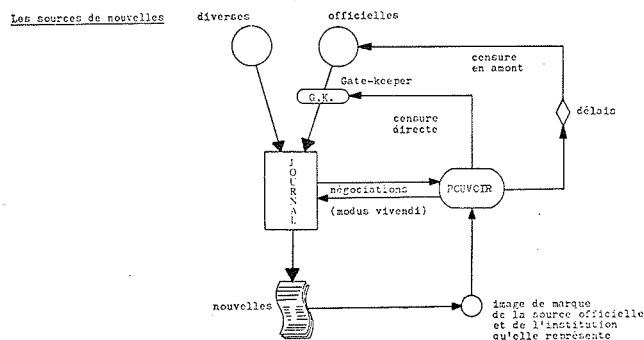 Les sources de nouvelles
diverses
officielles
censure
en amont
Gate-keeper
G.K.
délais
censure
directe
JOURNAL
négociations
(modus vivendi)
POUVOIR
nouvelles
image de marque
de la source officielle
et de l'institution
qu'elle représente